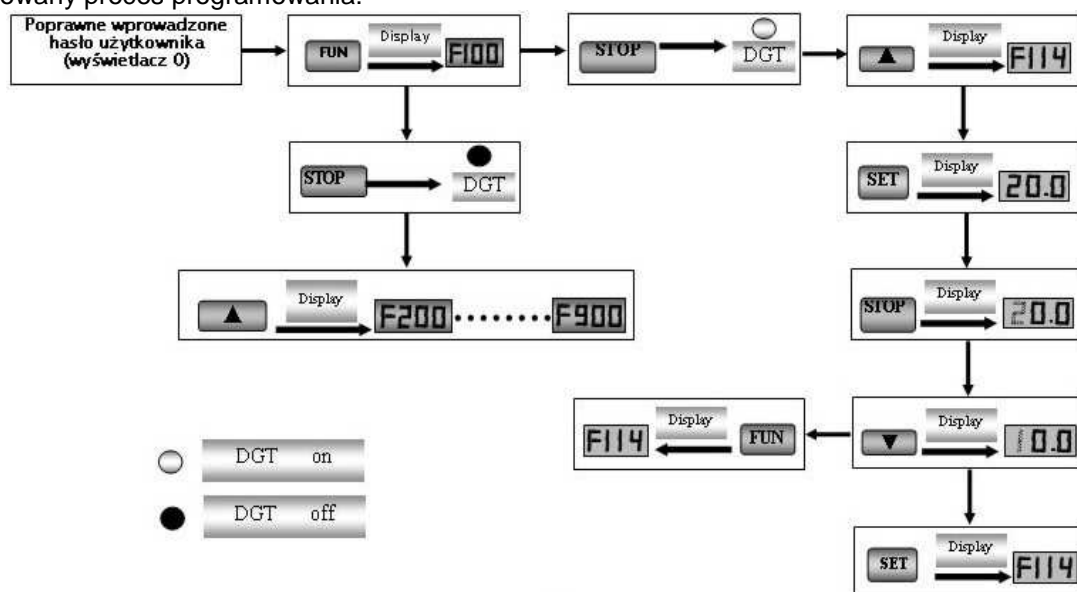 owany proces programowania.
Poprawne wprowadzone
hasło użytkownika
(wyświetlacz 0)
FUN Display F100
STOP DGT
▲ Display F114
STOP DGT
SET Display 20.0
▲ Display F200 ········ F900
STOP Display 20.0
▼ Display 10.0
F114 Display FUN
DGT on
DGT off
SET Display F114